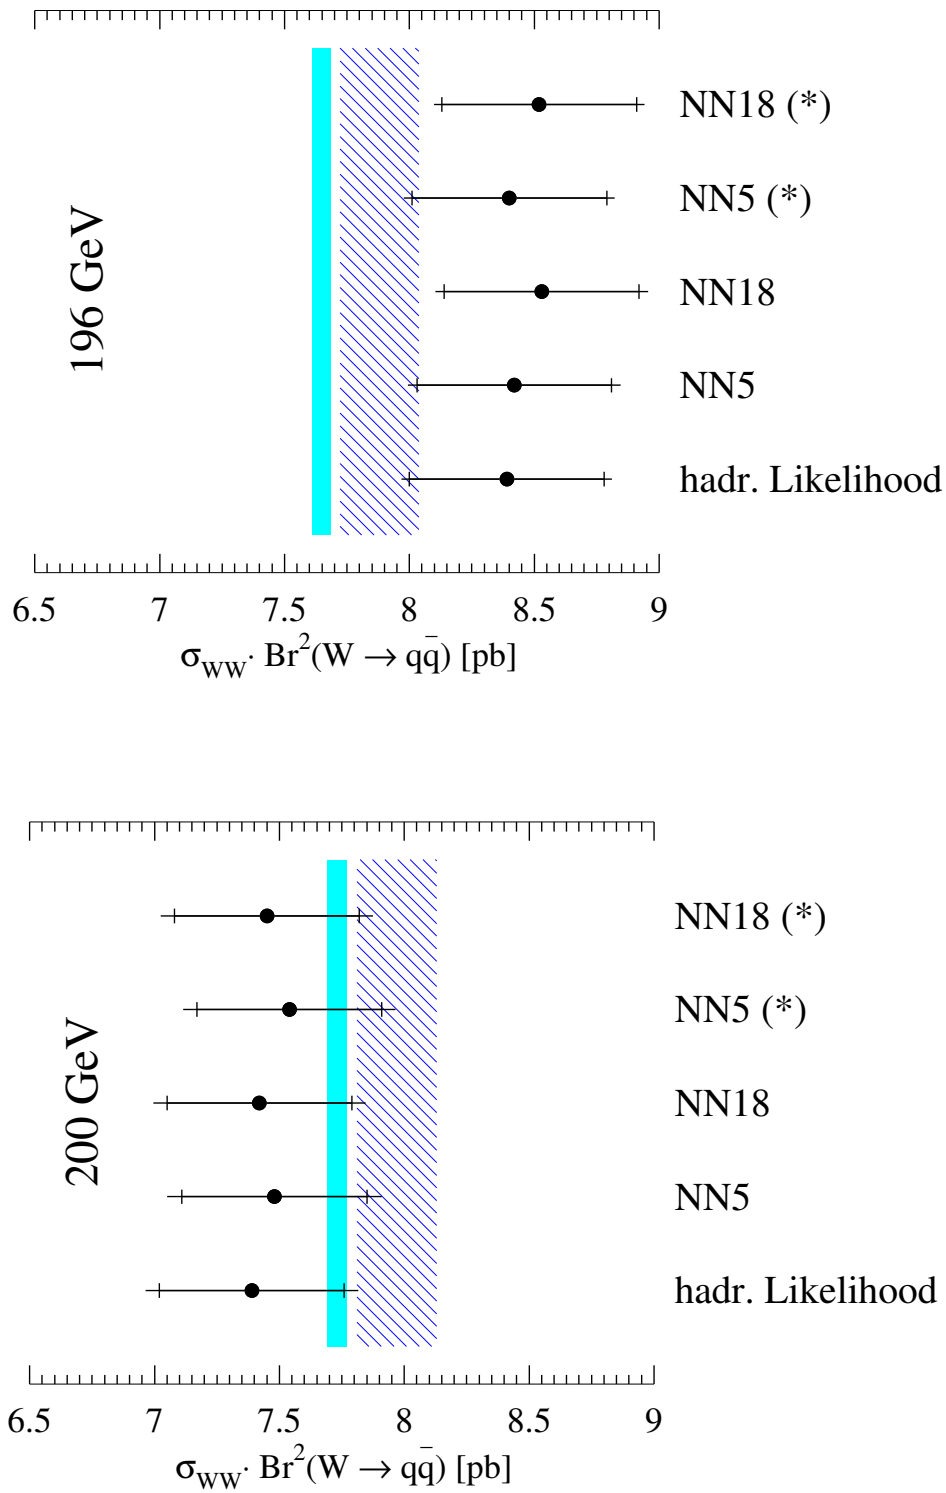 NN18 (*)
NN5 (*)
196 GeV
NN18
NN5
hadr. Likelihood
6.5 7 7.5 8 8.5 9
σ_WW· Br²(W → qq̄) [pb]
NN18 (*)
NN5 (*)
200 GeV
NN18
NN5
hadr. Likelihood
6.5 7 7.5 8 8.5 9
σ_WW· Br²(W → qq̄) [pb]